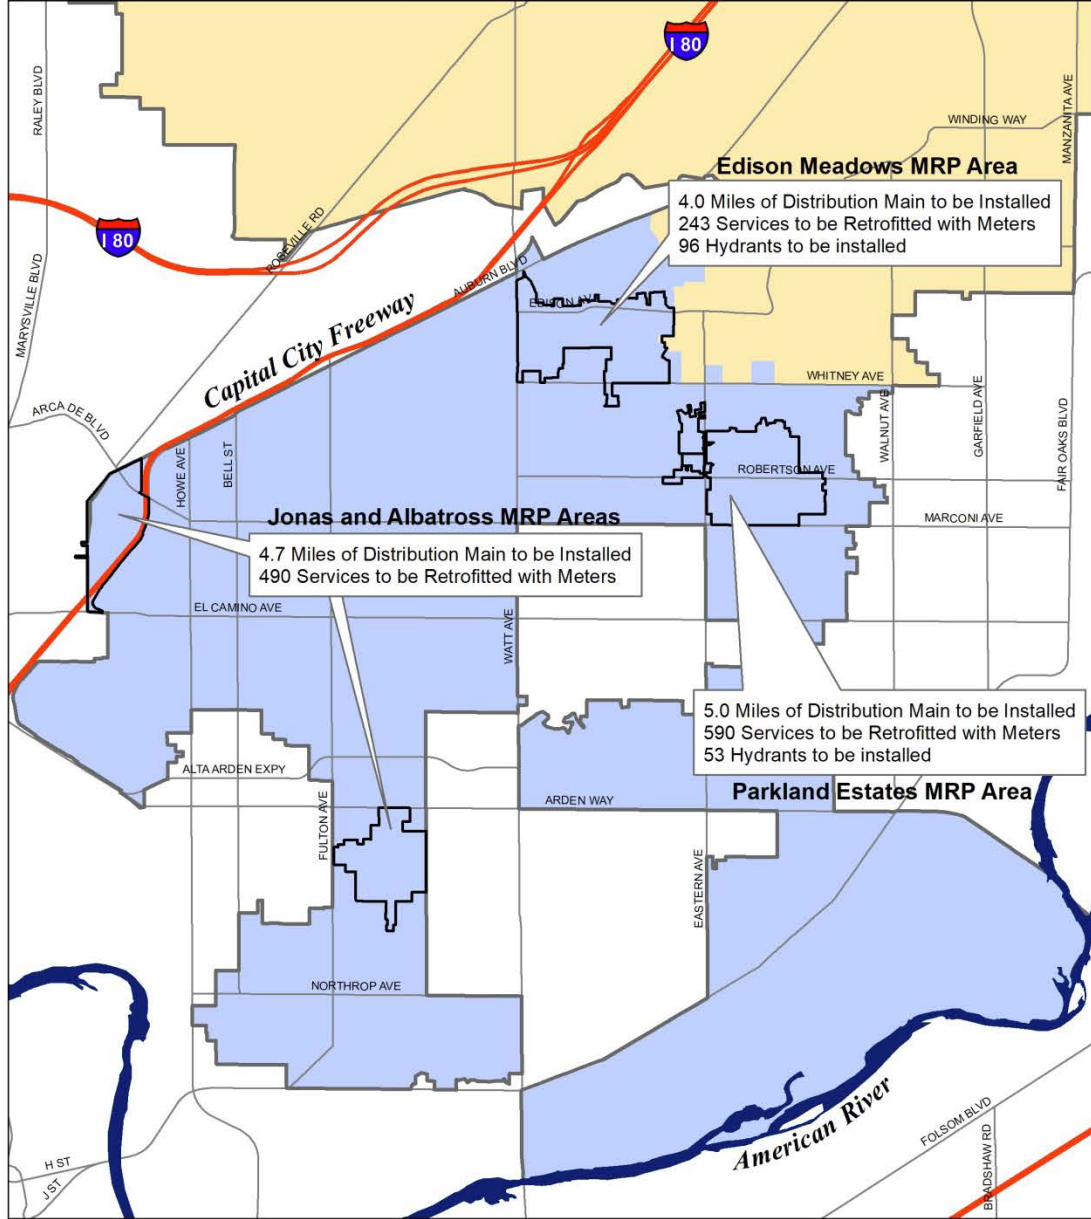 I 80
RALEY BLVD
MANZANITA AVE
WINDING WAY
Edison Meadows MRP Area
4.0 Miles of Distribution Main to be Installed
243 Services to be Retrofitted with Meters
96 Hydrants to be installed
I 80
ROSEVILLE RD
MARYSVILLE BLVD
AUBURN BLVD
EDISON AV
Capital City Freeway
WHITNEY AVE
ARCA DE BLVD
HOWE AVE
BELL ST
WALNUT AVE
GARFIELD AVE
FAIR OAKS BLVD
ROBERTSON AVE
MARCONI AVE
Jonas and Albatross MRP Areas
4.7 Miles of Distribution Main to be Installed
490 Services to be Retrofitted with Meters
EL CAMINO AVE
WATT AVE
5.0 Miles of Distribution Main to be Installed
590 Services to be Retrofitted with Meters
53 Hydrants to be installed
Parkland Estates MRP Area
ALTA ARDEN EXPY
ARDEN WAY
FULTON AVE
EASTERN AVE
NORTHROP AVE
American River
FOLSOM BLVD
BRADSHAW RD
H ST
J ST